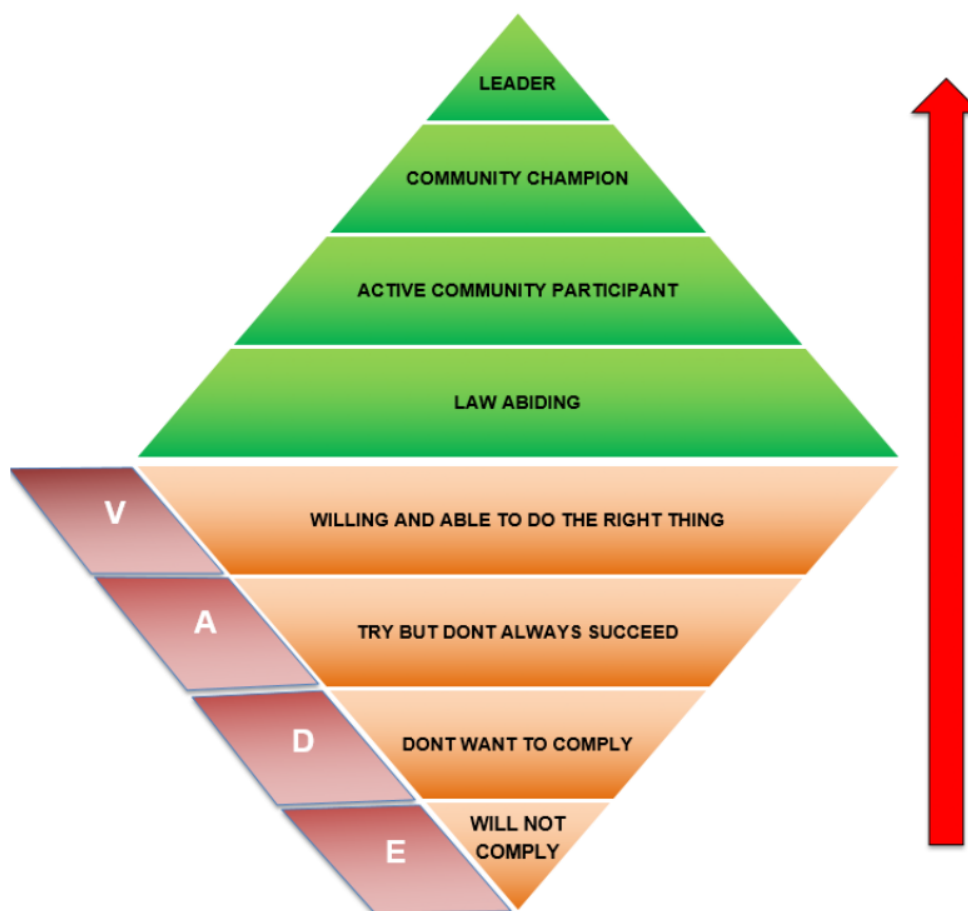 LEADER
COMMUNITY CHAMPION
ACTIVE COMMUNITY PARTICIPANT
LAW ABIDING
V
WILLING AND ABLE TO DO THE RIGHT THING
A
TRY BUT DONT ALWAYS SUCCEED
D
DONT WANT TO COMPLY
E
WILL NOT
COMPLY